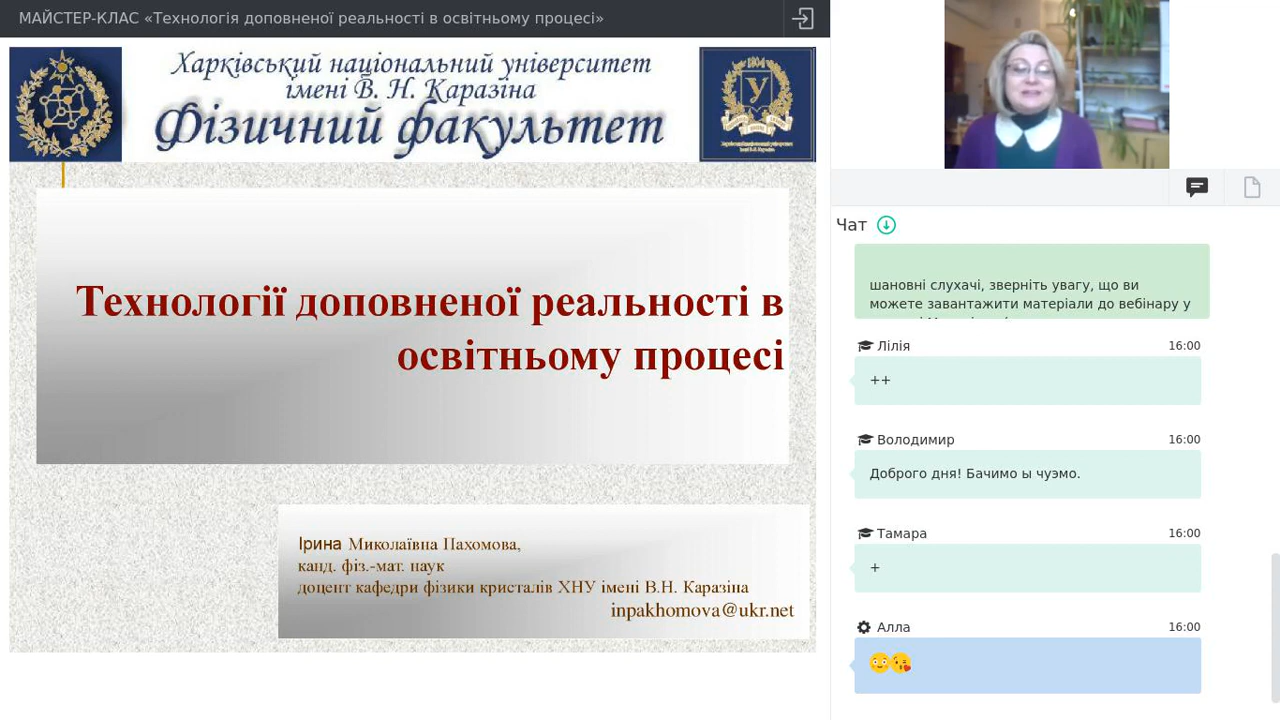 МАЙСТЕР-КЛАС «Технологія доповненої реальності в освітньому процесі»
Харківський національний університет
імені В. Н. Каразіна
Фізичний факультет
1804
У
Технології доповненої реальності в
освітньому процесі
Ірина Миколаївна Пахомова,
канд. фіз.-мат. наук
доцент кафедри фізики кристалів ХНУ імені В.Н. Каразіна
inpakhomova@ukr.net
Чат
шановні слухачі, зверніть увагу, що ви
можете завантажити матеріали до вебінару у
Лілія 16:00
++
Володимир 16:00
Доброго дня! Бачимо ы чуэмо.
Тамара 16:00
+
Алла 16:00
😳😘